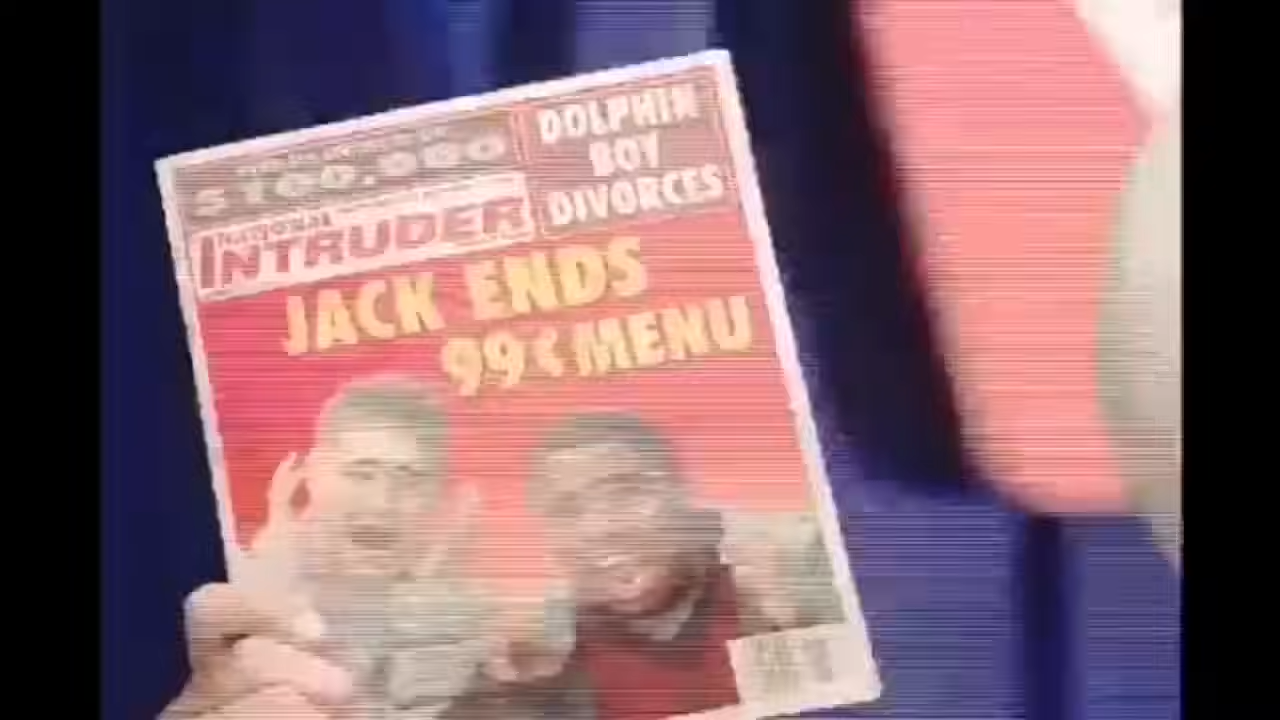 $100,000
DOLPHIN
BOY
DIVORCES
NATIONAL
INTRUDER
JACK ENDS
99¢ MENU